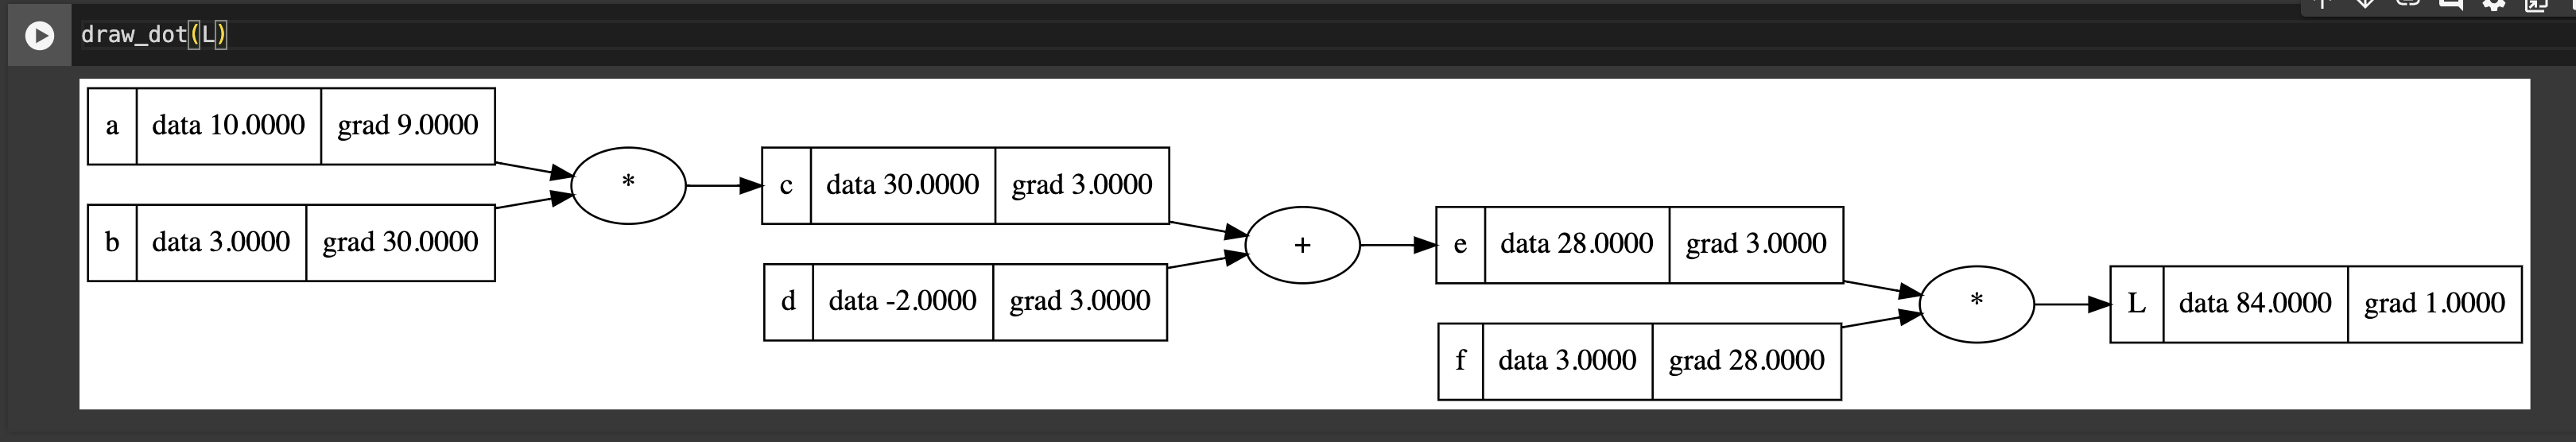 draw_dot(L)
a data 10.0000 grad 9.0000
b data 3.0000 grad 30.0000
*
c data 30.0000 grad 3.0000
d data -2.0000 grad 3.0000
+
e data 28.0000 grad 3.0000
f data 3.0000 grad 28.0000
*
L data 84.0000 grad 1.0000